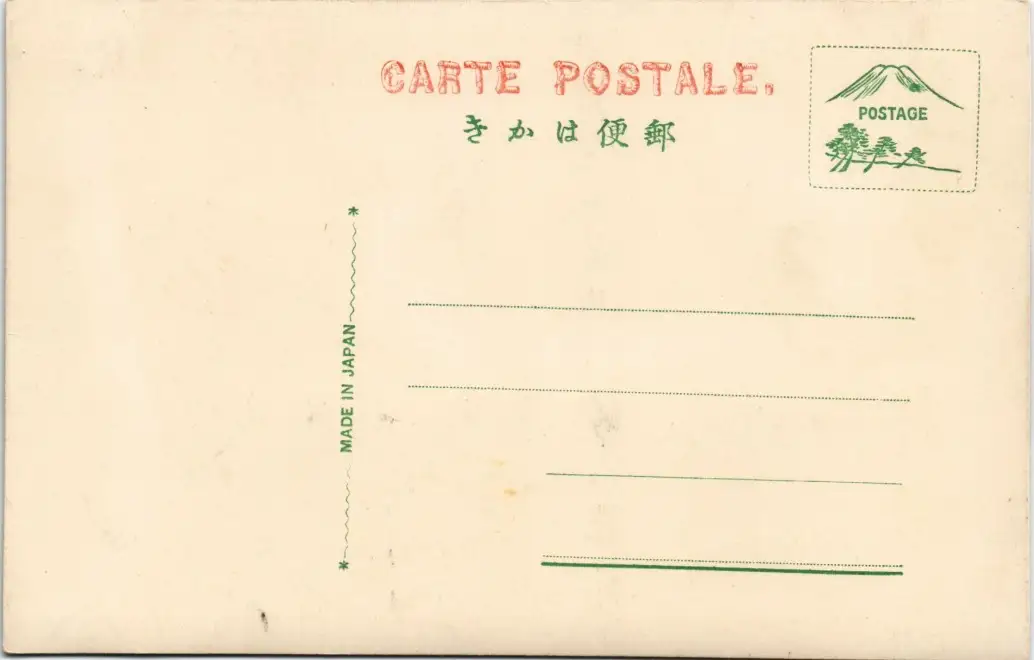 CARTE POSTALE.
郵便はかき
POSTAGE
MADE IN JAPAN